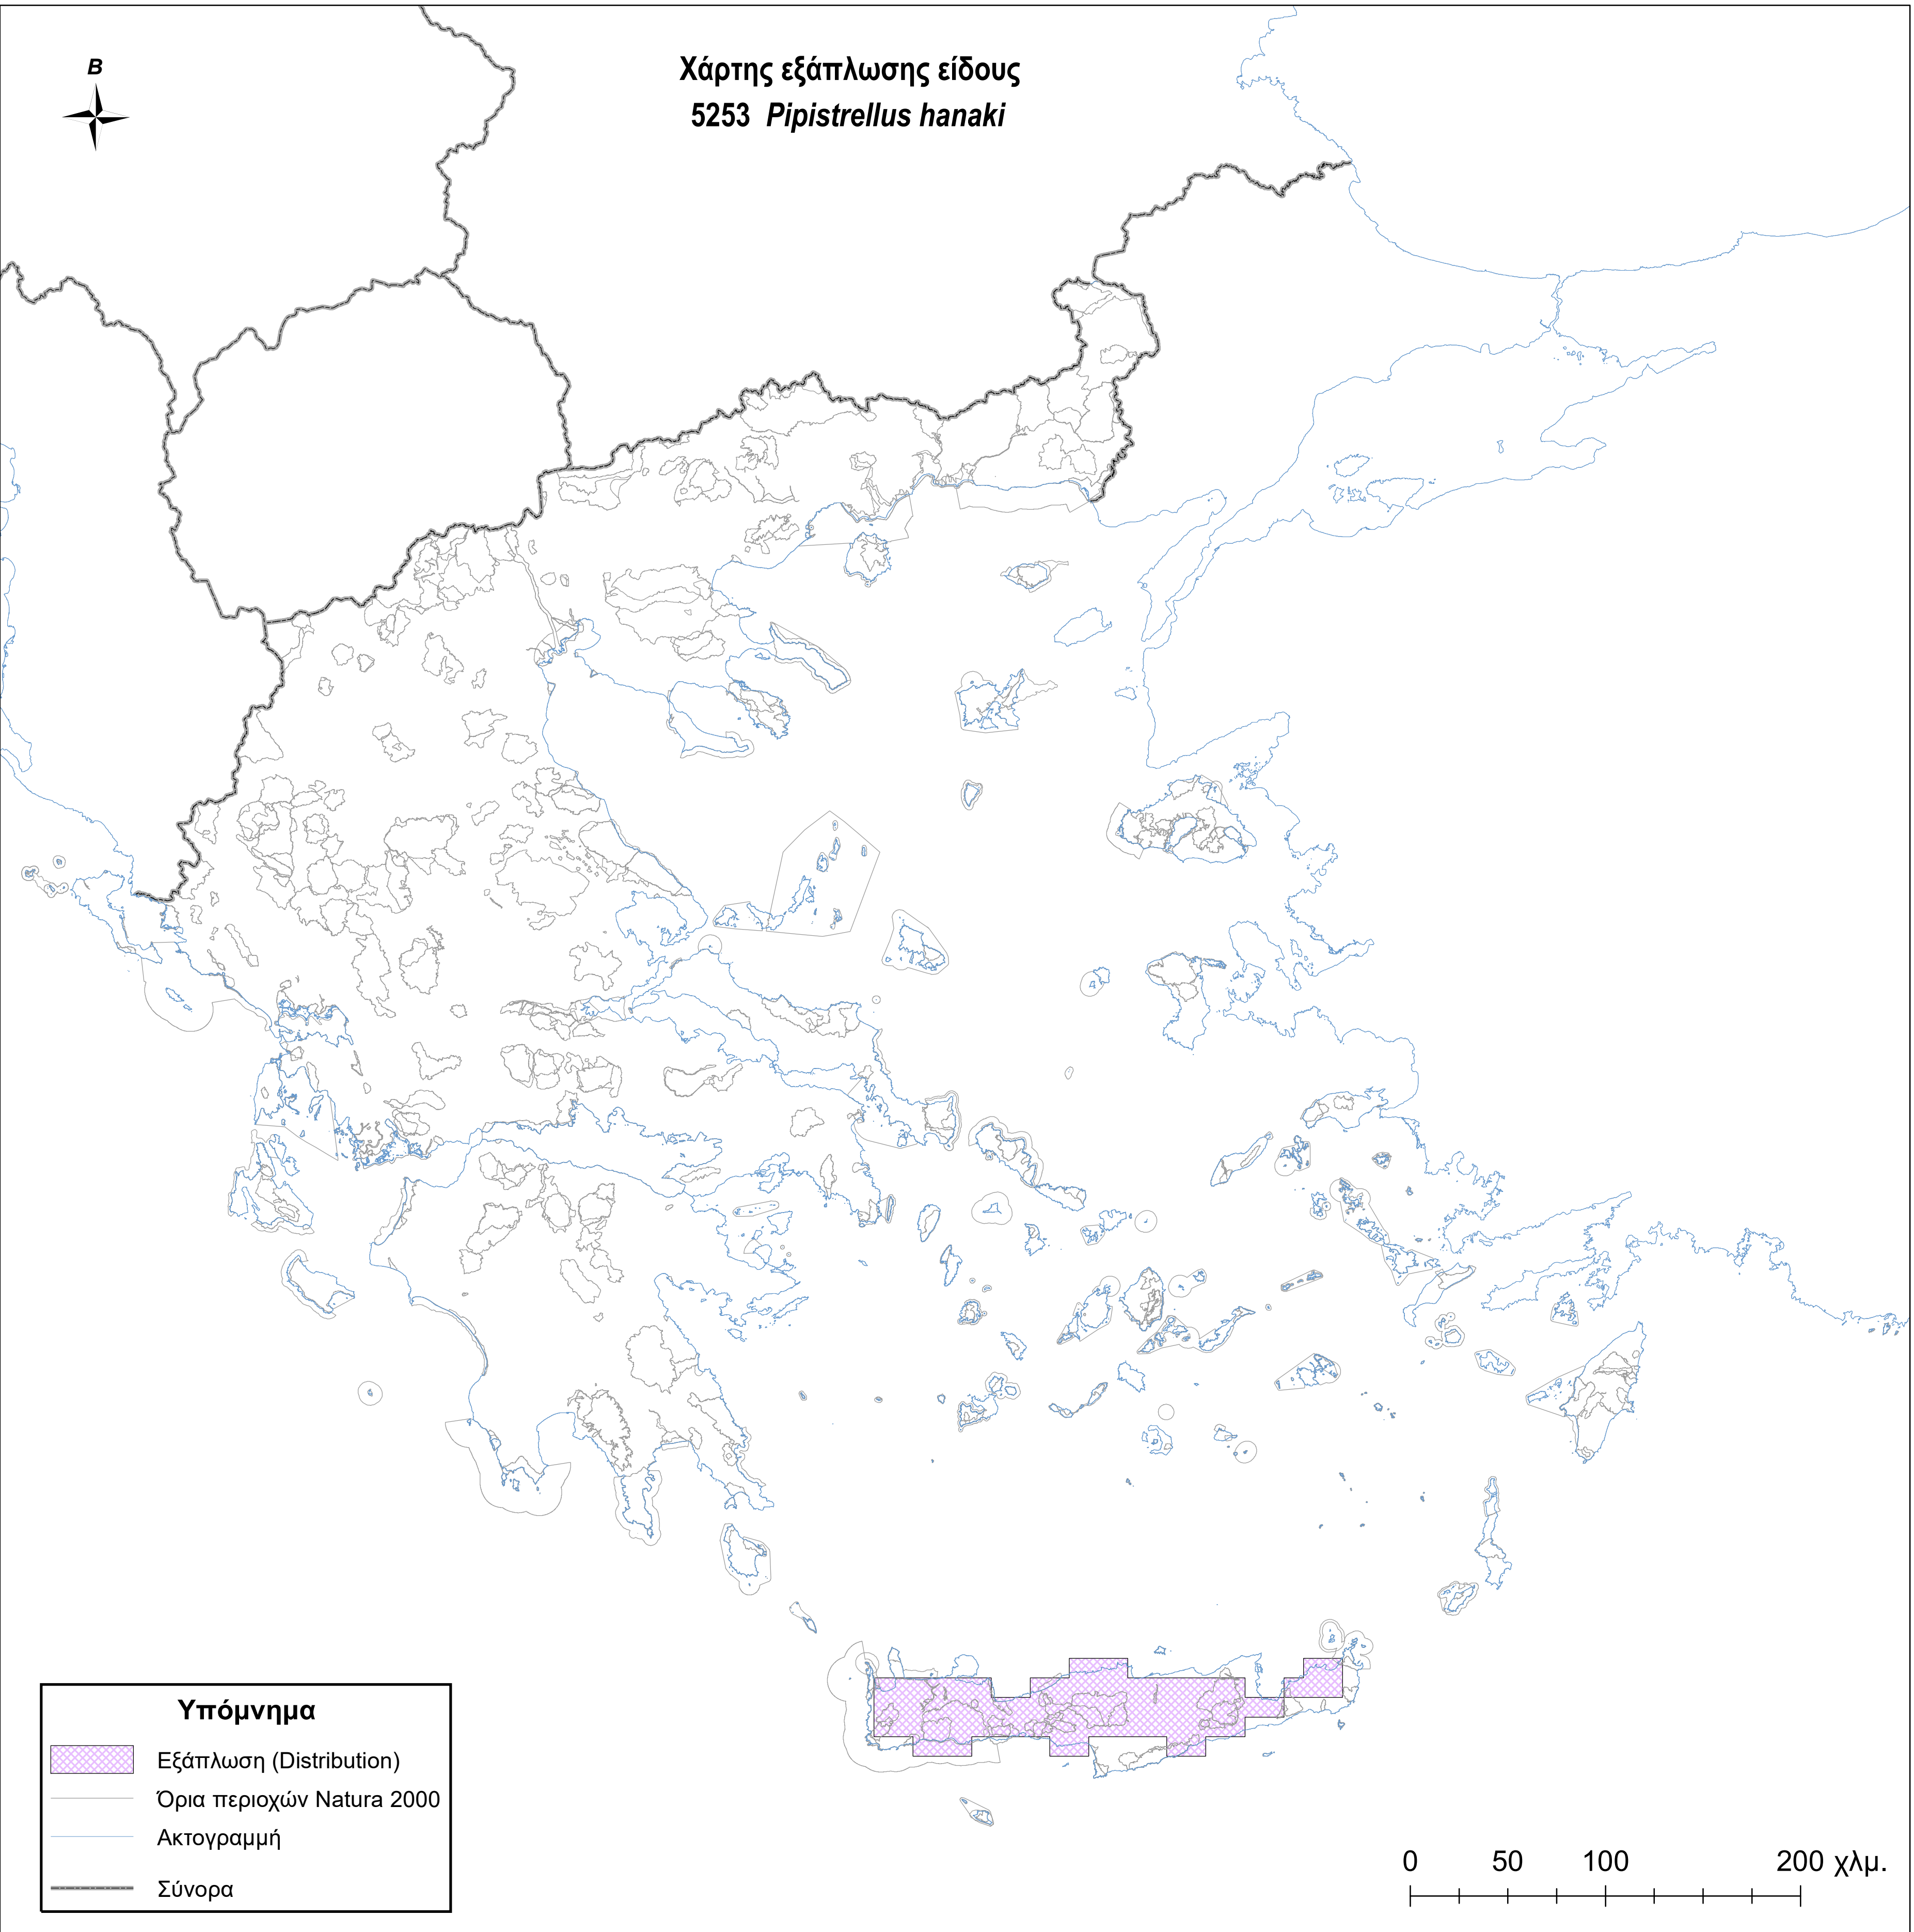 B
Χάρτης εξάπλωσης είδους
5253 Pipistrellus hanaki
Υπόμνημα
Εξάπλωση (Distribution)
Όρια περιοχών Natura 2000
Ακτογραμμή
Σύνορα
0 50 100 200 χλμ.